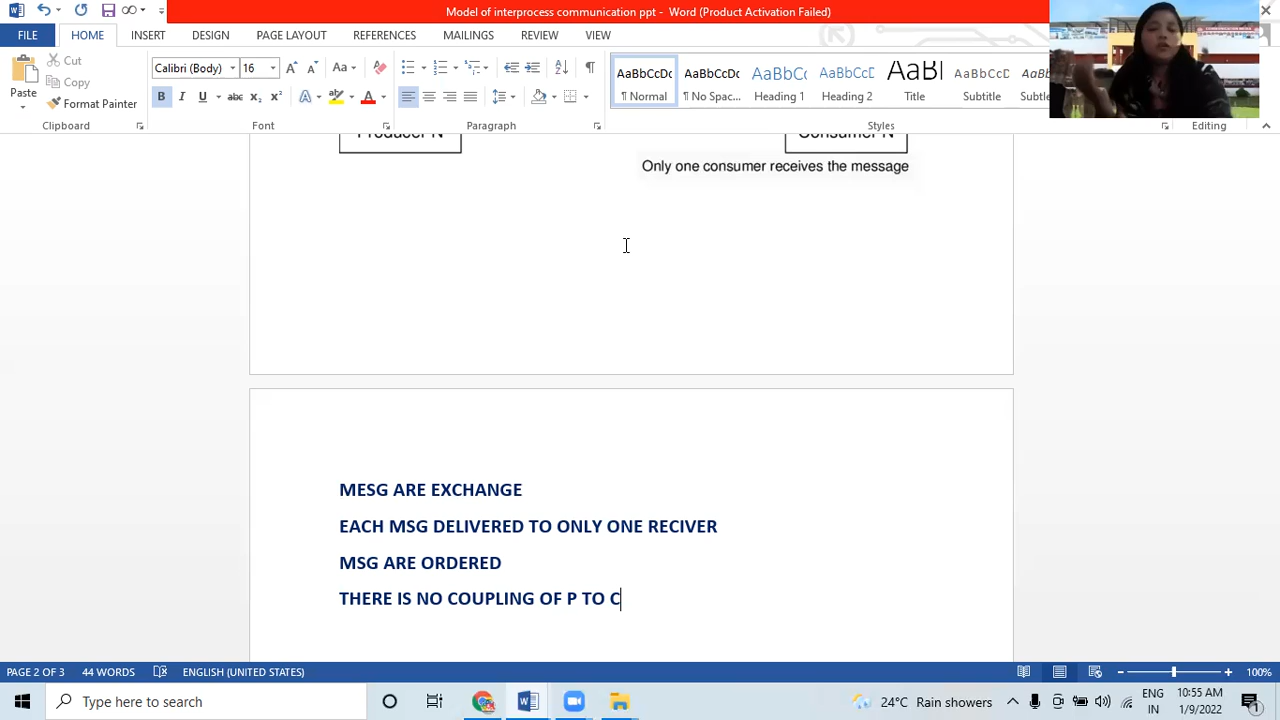 Model of interprocess communication ppt - Word (Product Activation Failed)
FILE HOME INSERT DESIGN PAGE LAYOUT REFERENCES MAILINGS REVIEW VIEW
Cut
Copy
Paste
Format Painter
Calibri (Body) 16
AaBbCcDc AaBbCcDc AaBbCc AaBbCcC AaBl AaBbCcD
¶ Normal ¶ No Spac... Heading 1 Heading 2 Title Subtitle Subtle
Clipboard Font Paragraph Styles Editing
Producer N Consumer N
Only one consumer receives the message
MESG ARE EXCHANGE
EACH MSG DELIVERED TO ONLY ONE RECIVER
MSG ARE ORDERED
THERE IS NO COUPLING OF P TO C
PAGE 2 OF 3 44 WORDS ENGLISH (UNITED STATES) 100%
Type here to search
24°C Rain showers
ENG
IN
10:55 AM
1/9/2022